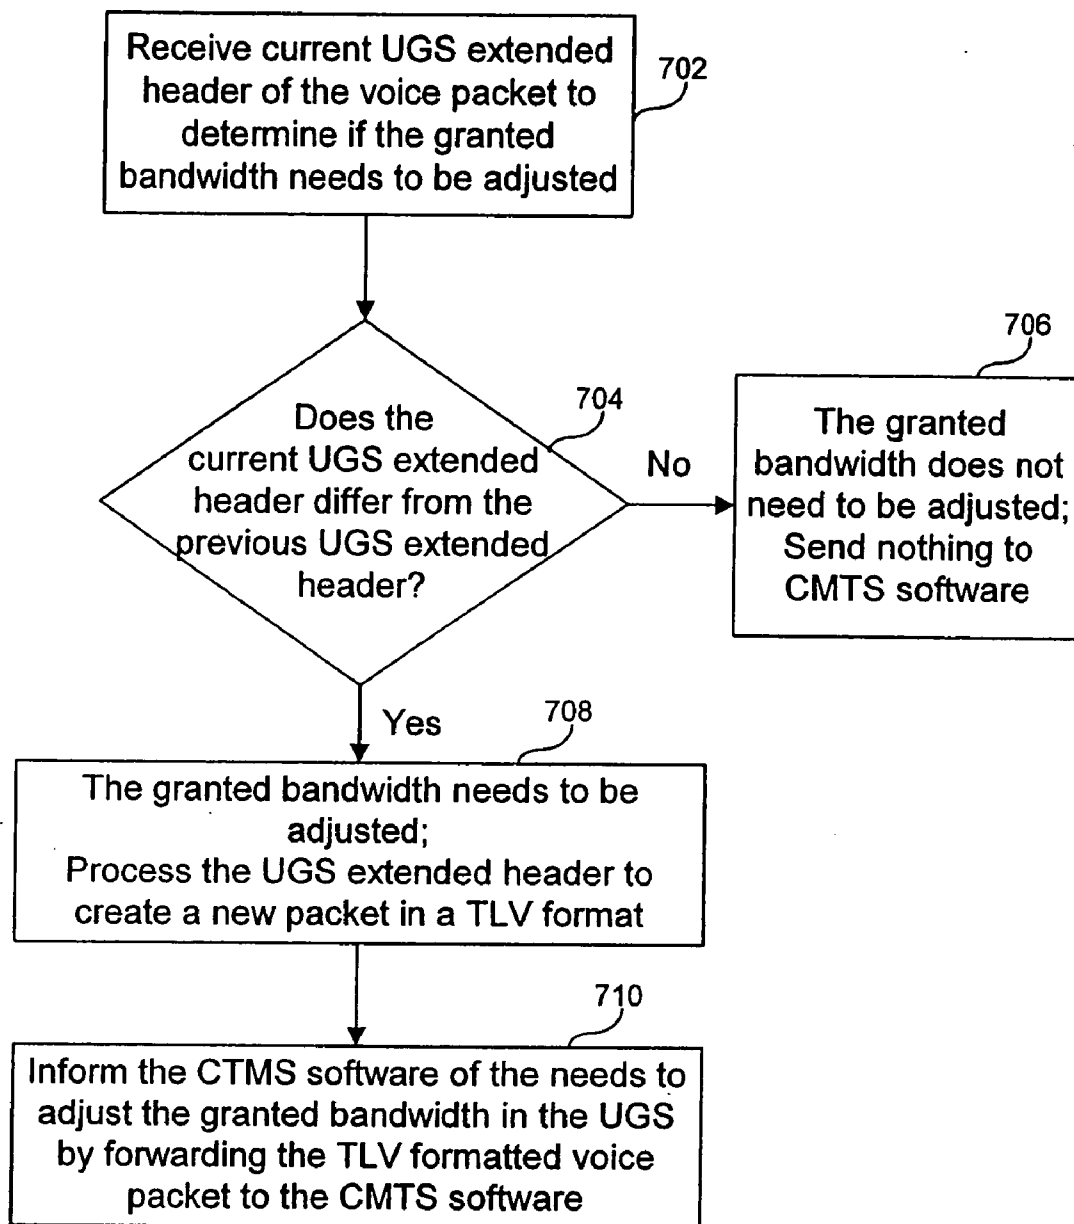 Receive current UGS extended
header of the voice packet to
determine if the granted
bandwidth needs to be adjusted
702
Does the
current UGS extended
header differ from the
previous UGS extended
header?
704
No
706
The granted
bandwidth does not
need to be adjusted;
Send nothing to
CMTS software
Yes
708
The granted bandwidth needs to be
adjusted;
Process the UGS extended header to
create a new packet in a TLV format
710
Inform the CTMS software of the needs to
adjust the granted bandwidth in the UGS
by forwarding the TLV formatted voice
packet to the CMTS software